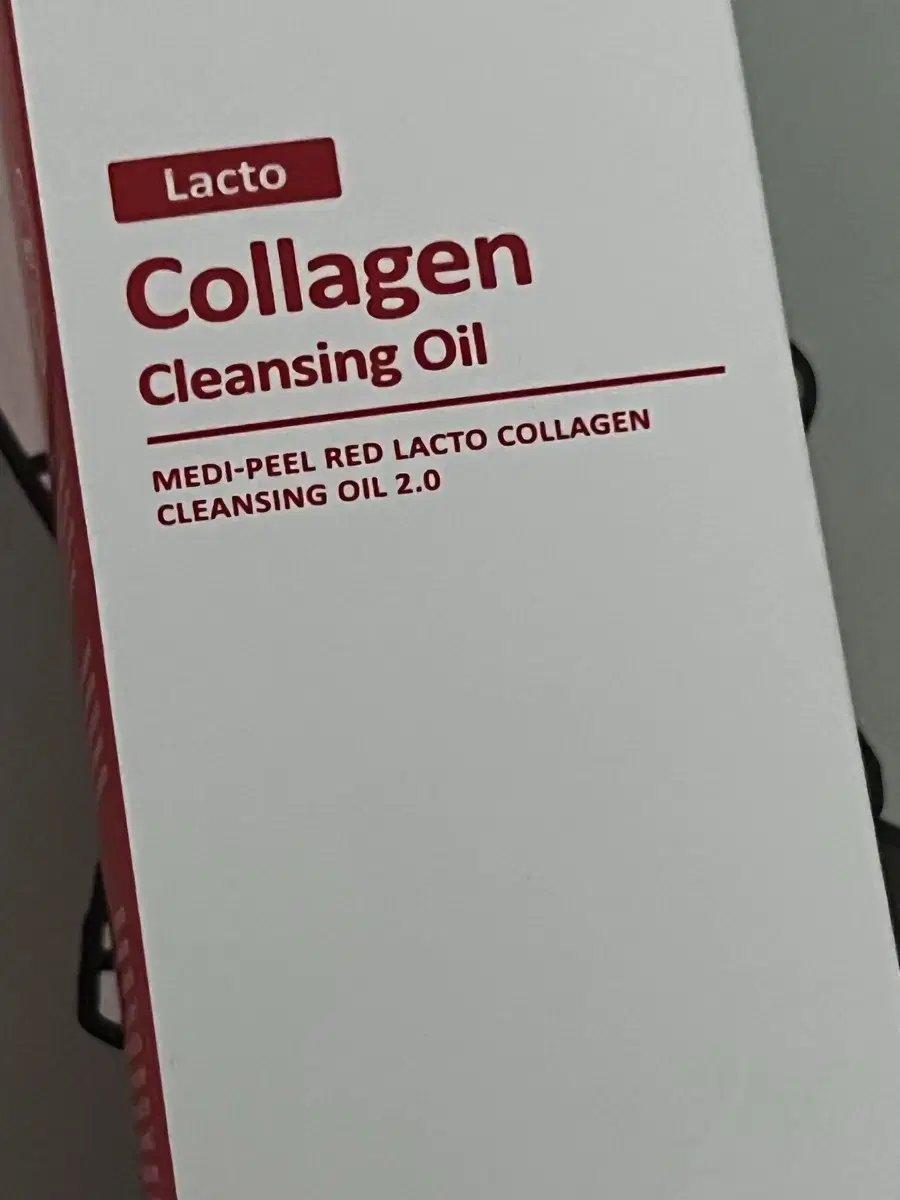 Lacto
Collagen
Cleansing Oil
MEDI-PEEL RED LACTO COLLAGEN
CLEANSING OIL 2.0